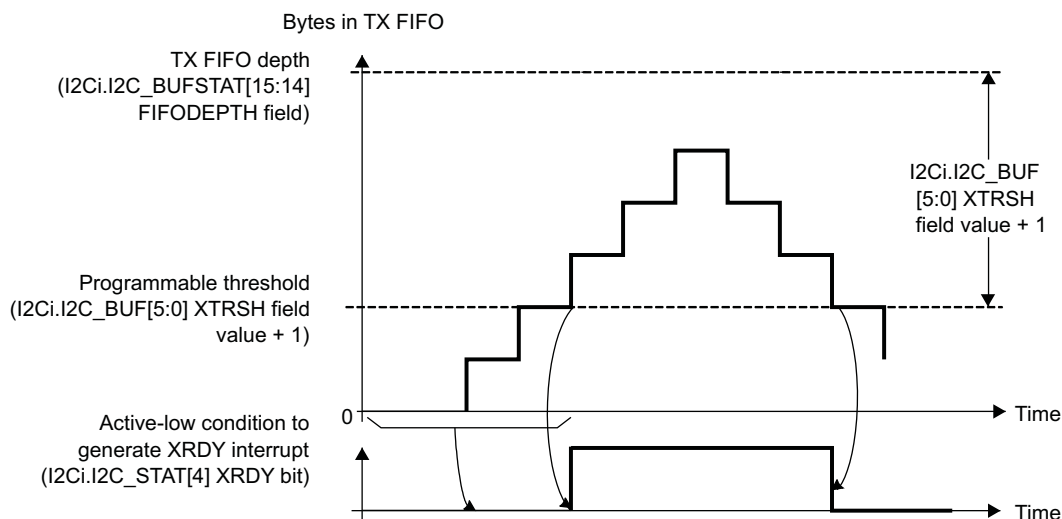 Bytes in TX FIFO
TX FIFO depth
(I2Ci.I2C_BUFSTAT[15:14]
FIFODEPTH field)
I2Ci.I2C_BUF
[5:0] XTRSH
field value + 1
Programmable threshold
(I2Ci.I2C_BUF[5:0] XTRSH field
value + 1)
0
Time
Active-low condition to
generate XRDY interrupt
(I2Ci.I2C_STAT[4] XRDY bit)
Time